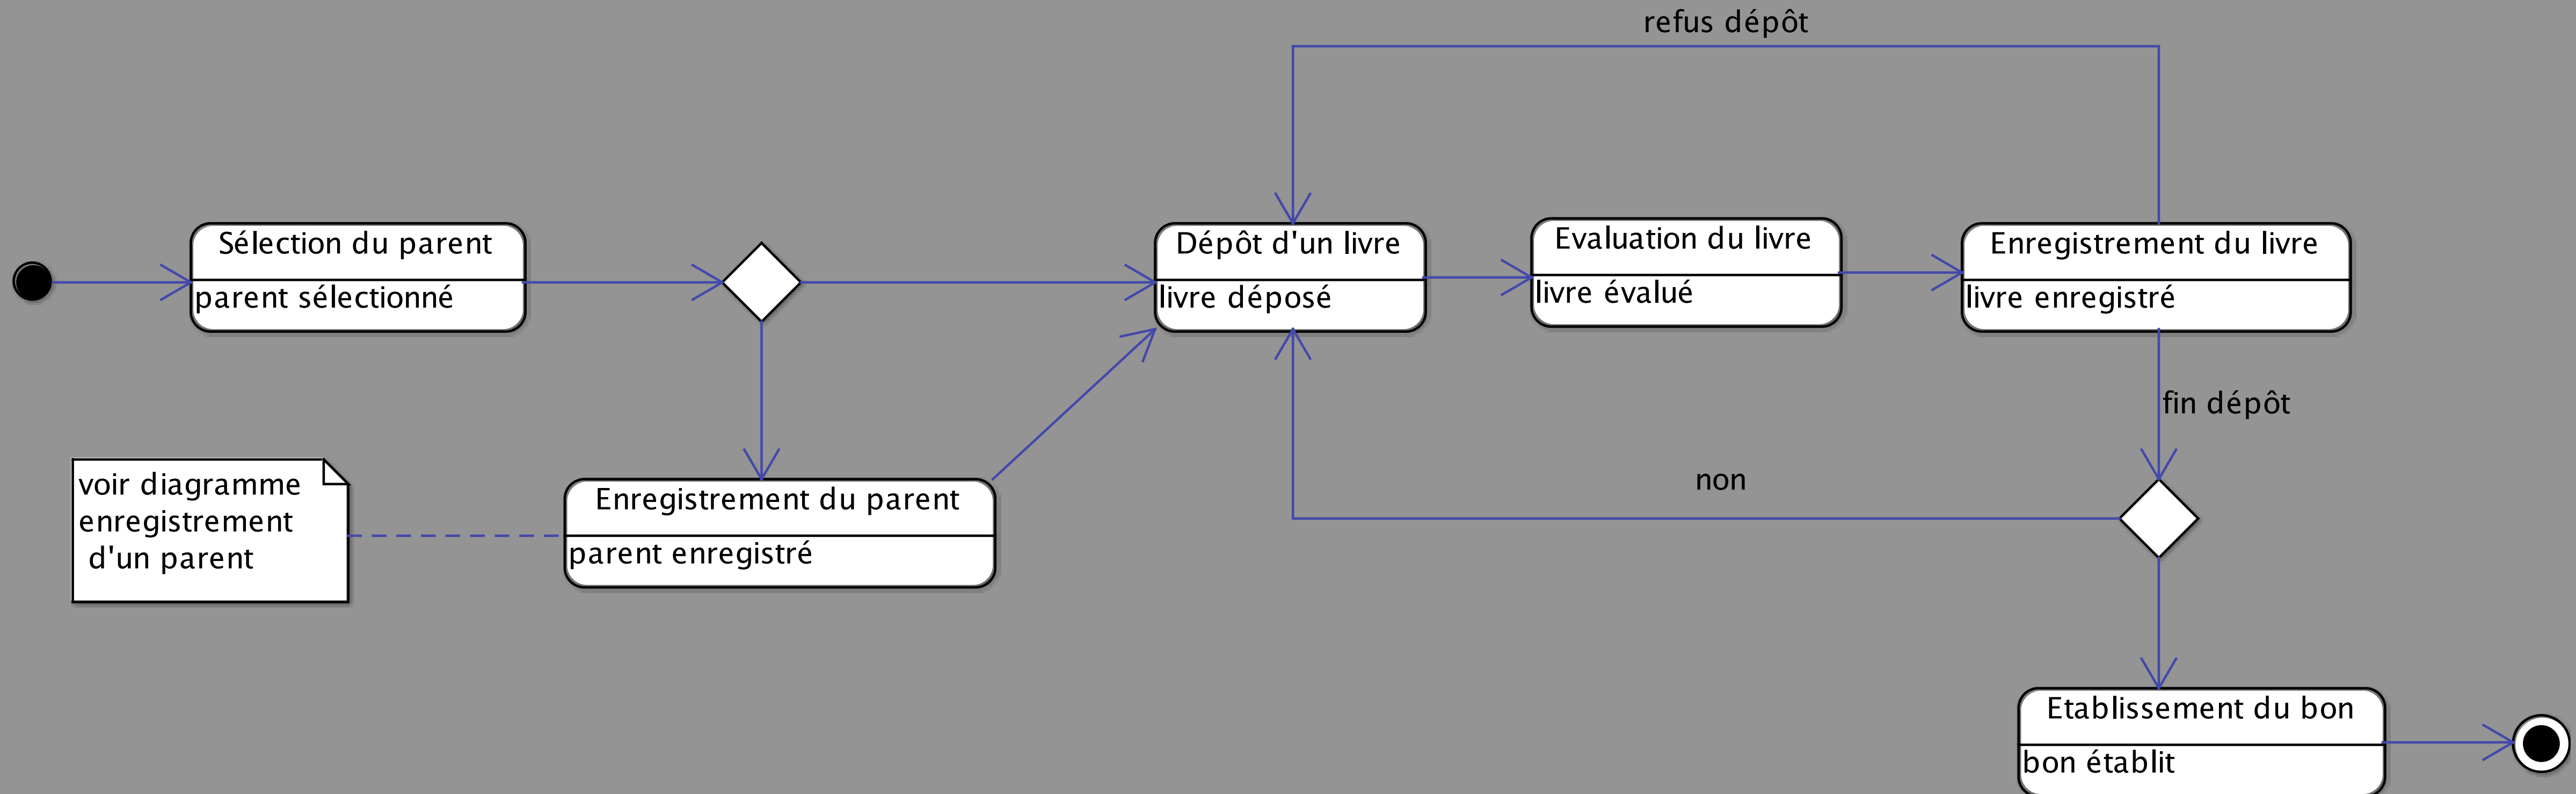 refus dépôt
Sélection du parent
parent sélectionné
Dépôt d'un livre
livre déposé
Evaluation du livre
livre évalué
Enregistrement du livre
livre enregistré
fin dépôt
non
voir diagramme
enregistrement
d'un parent
Enregistrement du parent
parent enregistré
Etablissement du bon
bon établit